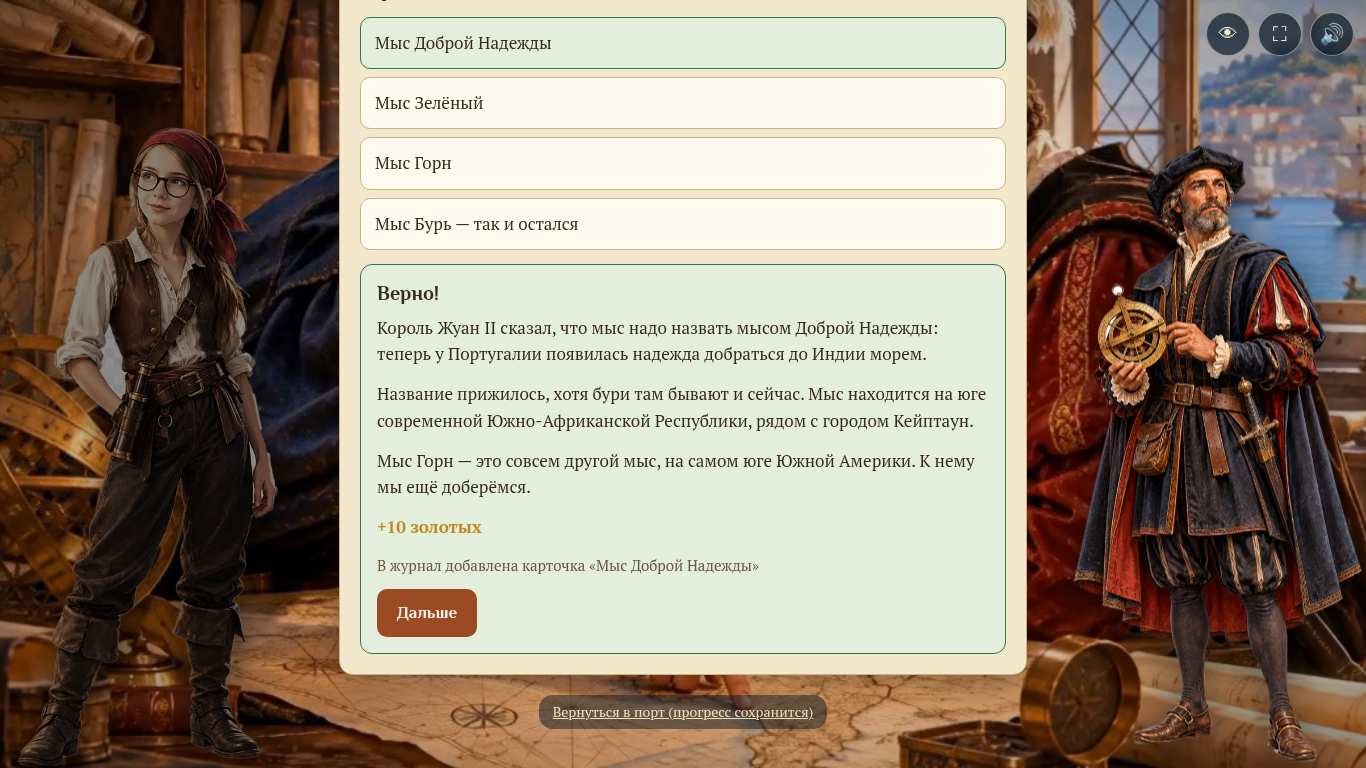 Мыс Доброй Надежды
Мыс Зелёный
Мыс Горн
Мыс Бурь — так и остался
Верно!
Король Жуан II сказал, что мыс надо назвать мысом Доброй Надежды:
теперь у Португалии появилась надежда добраться до Индии морем.
Название прижилось, хотя бури там бывают и сейчас. Мыс находится на юге
современной Южно-Африканской Республики, рядом с городом Кейптаун.
Мыс Горн — это совсем другой мыс, на самом юге Южной Америки. К нему
мы ещё доберёмся.
+10 золотых
В журнал добавлена карточка «Мыс Доброй Надежды»
Дальше
Вернуться в порт (прогресс сохранится)